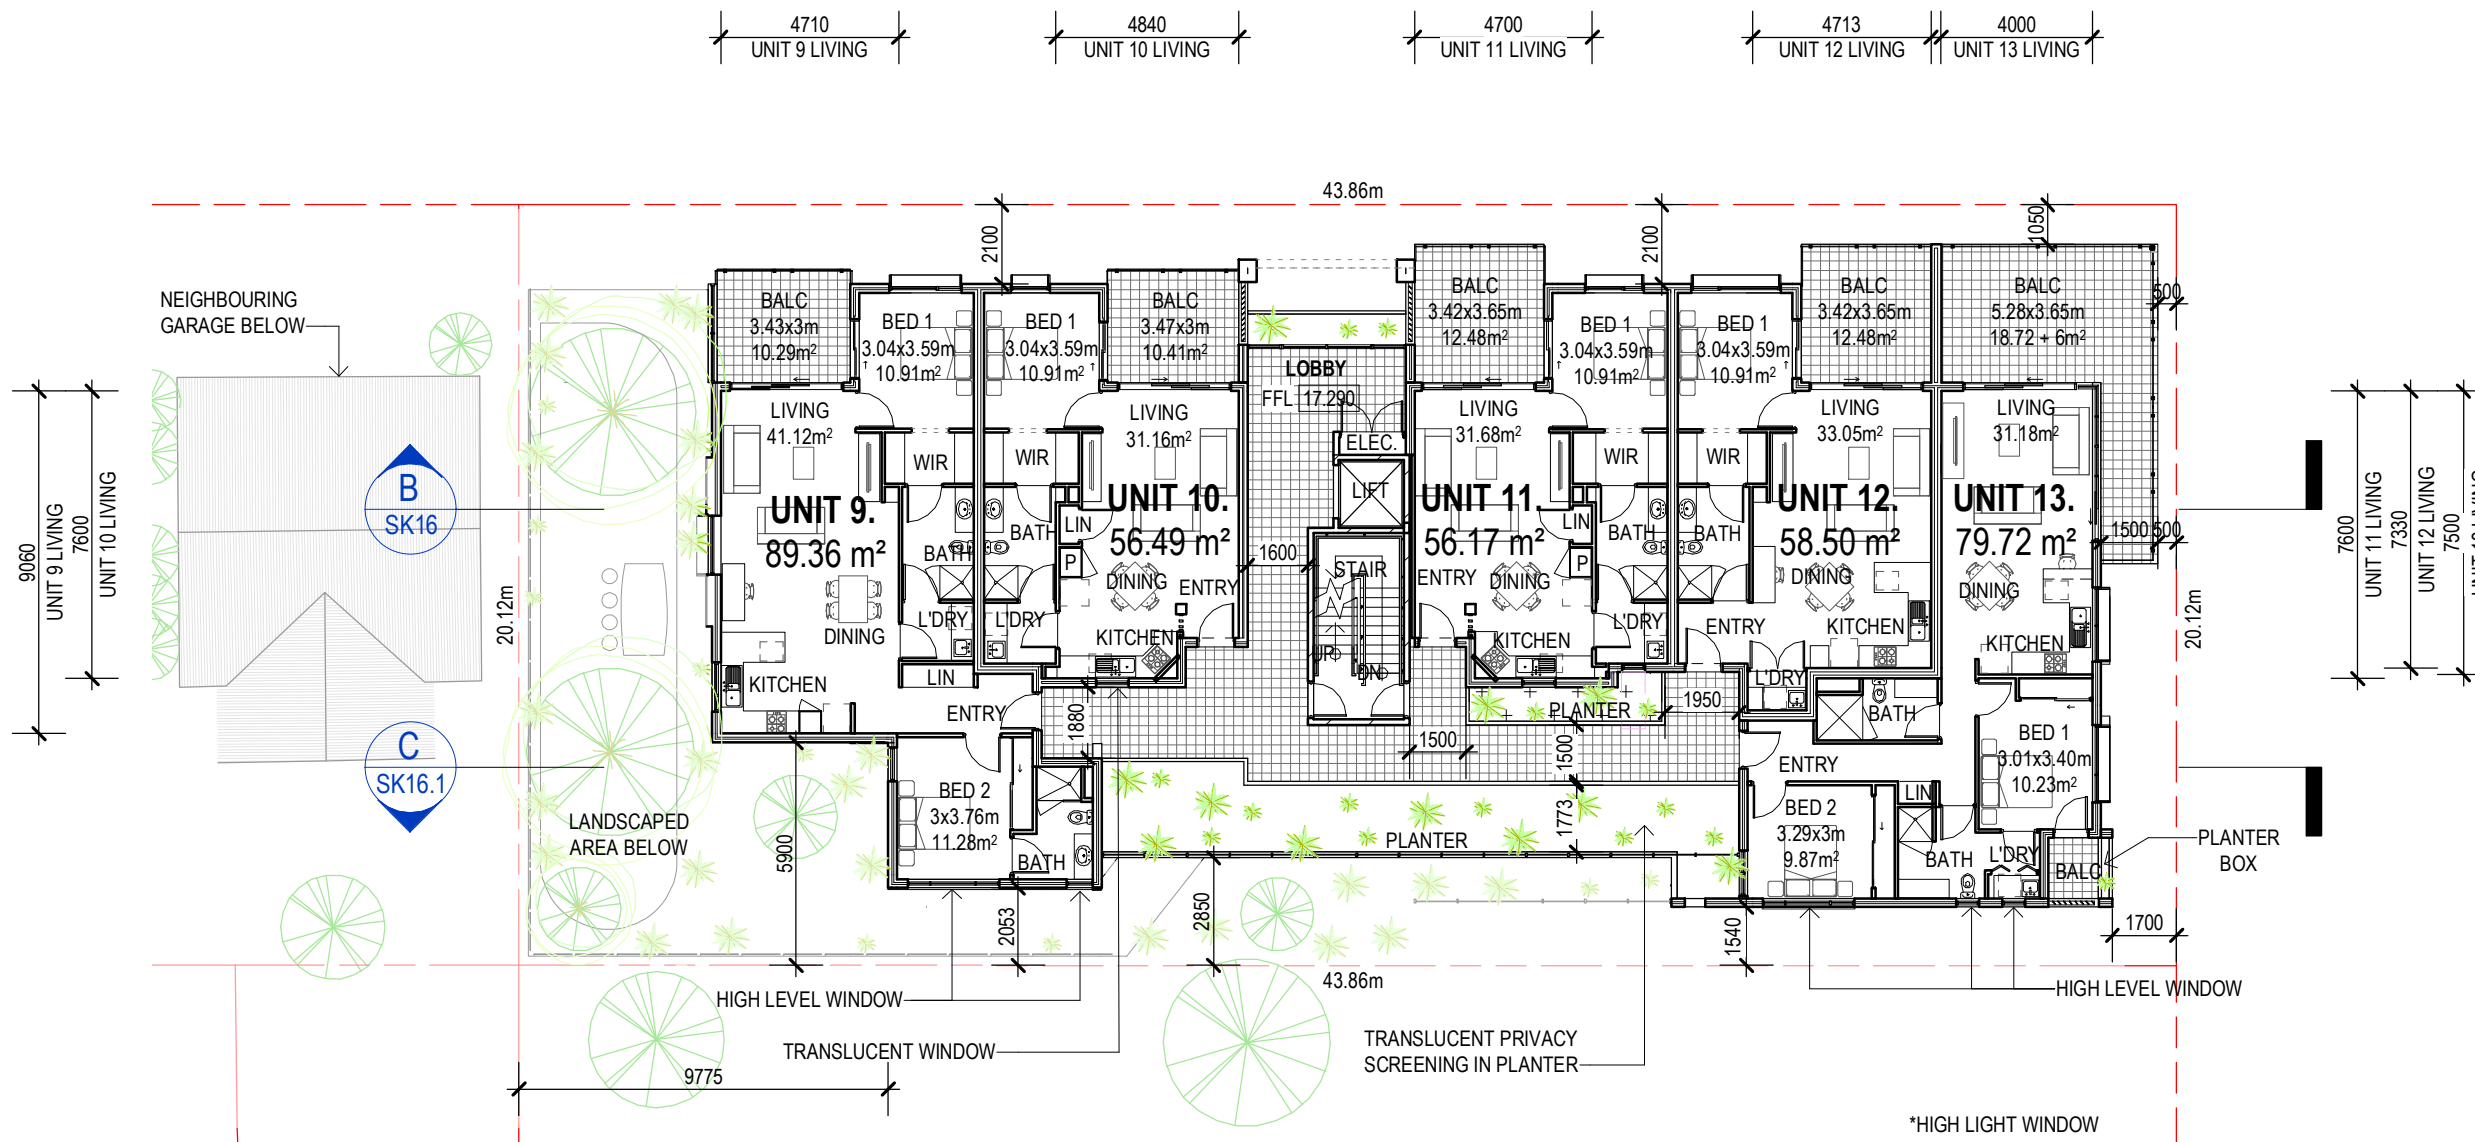 4710
UNIT 9 LIVING
4840
UNIT 10 LIVING
4700
UNIT 11 LIVING
4713
UNIT 12 LIVING
4000
UNIT 13 LIVING
43.86m
2100
2100
1050
NEIGHBOURING
GARAGE BELOW
BALC
3.43x3m
10.29m²
BED 1
3.04x3.59m
10.91m²
BED 1
3.04x3.59m
10.91m²
BALC
3.47x3m
10.41m²
BALC
3.42x3.65m
12.48m²
BED 1
3.04x3.59m
10.91m²
BED 1
3.04x3.59m
10.91m²
BALC
3.42x3.65m
12.48m²
BALC
5.28x3.65m
18.72 + 6m²
500
LOBBY
FFL 17.290
LIVING
41.12m²
LIVING
31.16m²
LIVING
31.68m²
LIVING
33.05m²
LIVING
31.18m²
ELEC.
LIFT
WIR
WIR
WIR
WIR
B
SK16
UNIT 9.
89.36 m²
UNIT 10.
56.49 m²
UNIT 11.
56.17 m²
UNIT 12.
58.50 m²
UNIT 13.
79.72 m²
BATH
BATH
LIN
P
LIN
P
BATH
BATH
1600
1500
500
STAIR
UP
DN
9060
UNIT 9 LIVING
7600
UNIT 10 LIVING
7600
UNIT 11 LIVING
7330
UNIT 12 LIVING
7500
20.12m
20.12m
DINING
DINING
DINING
DINING
DINING
ENTRY
ENTRY
ENTRY
L'DRY
L'DRY
L'DRY
KITCHEN
KITCHEN
KITCHEN
KITCHEN
KITCHEN
LIN
ENTRY
L'DRY
BATH
1880
1950
PLANTER
1500
1500
1773
C
SK16.1
BED 1
3.01x3.40m
10.23m²
ENTRY
BED 2
3x3.76m
11.28m²
BATH
BED 2
3.29x3m
9.87m²
LIN
BATH
L'DRY
BALC
PLANTER
BOX
LANDSCAPED
AREA BELOW
PLANTER
5900
2053
2850
1540
1700
43.86m
HIGH LEVEL WINDOW
HIGH LEVEL WINDOW
TRANSLUCENT WINDOW
TRANSLUCENT PRIVACY
SCREENING IN PLANTER
9775
*HIGH LIGHT WINDOW